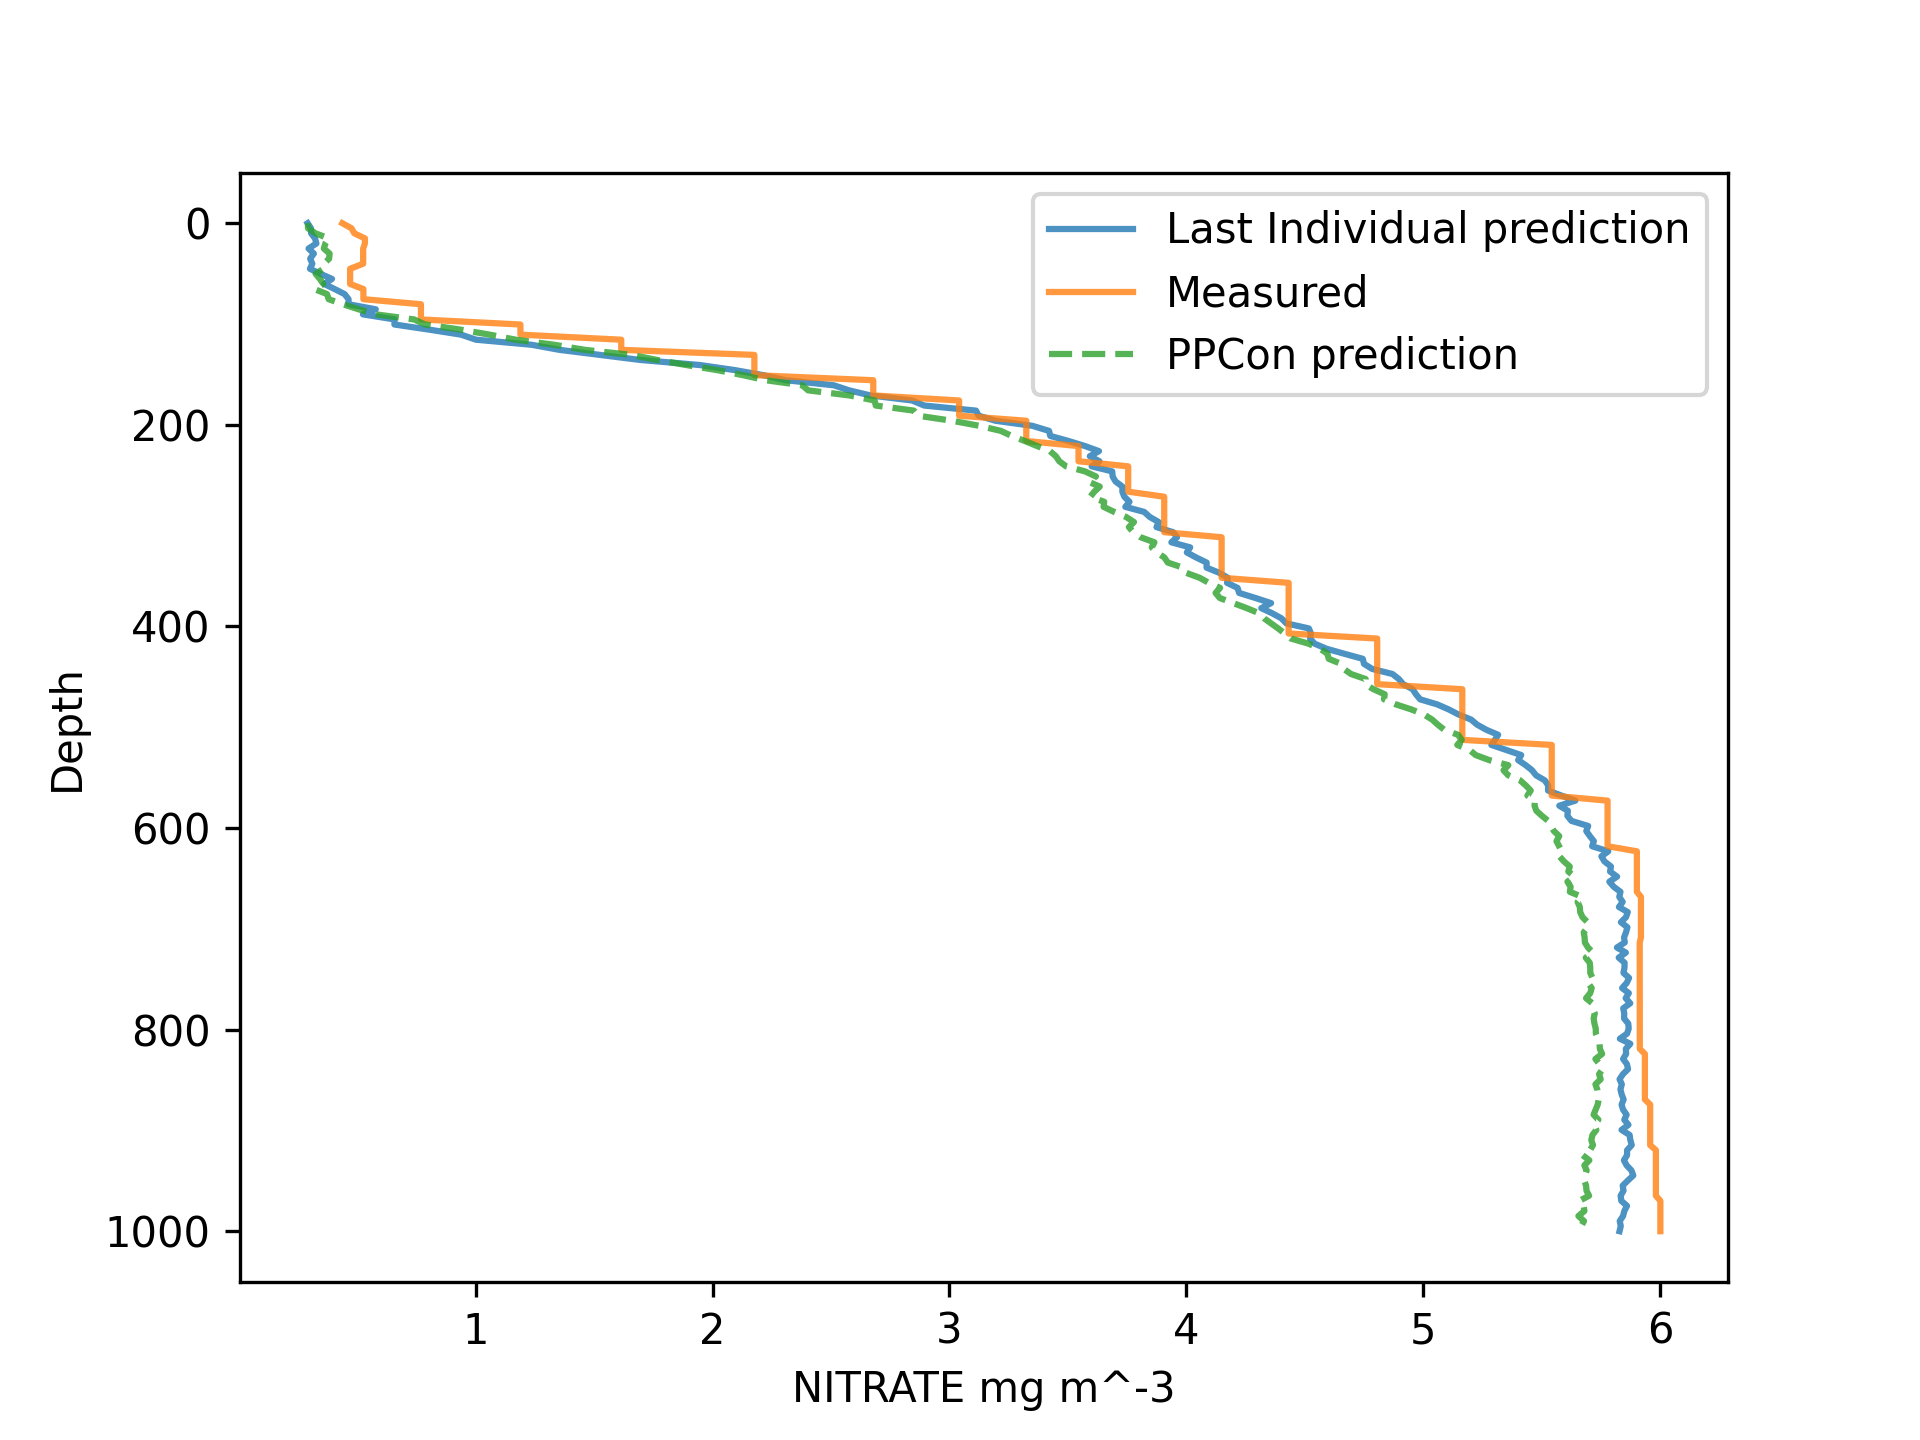 Last Individual prediction
Measured
PPCon prediction
0
200
400
600
800
1000
Depth
1 2 3 4 5 6
NITRATE mg m^-3